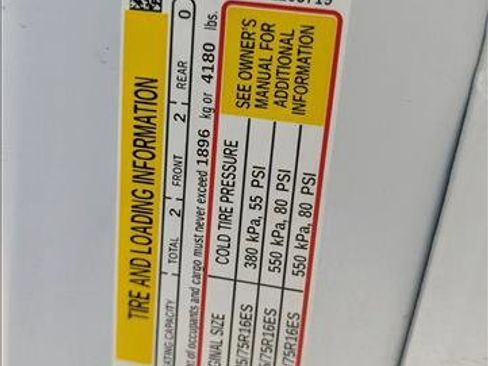 TIRE AND LOADING INFORMATION
ATING CAPACITY TOTAL 2 FRONT 2 REAR 0
of occupants and cargo must never exceed 1896 kg or 4180 lbs.
GINAL SIZE COLD TIRE PRESSURE
5/75R16ES 380 kPa, 55 PSI
5/75R16ES 550 kPa, 80 PSI
/75R16ES 550 kPa, 80 PSI
SEE OWNER'S
MANUAL FOR
ADDITIONAL
INFORMATION